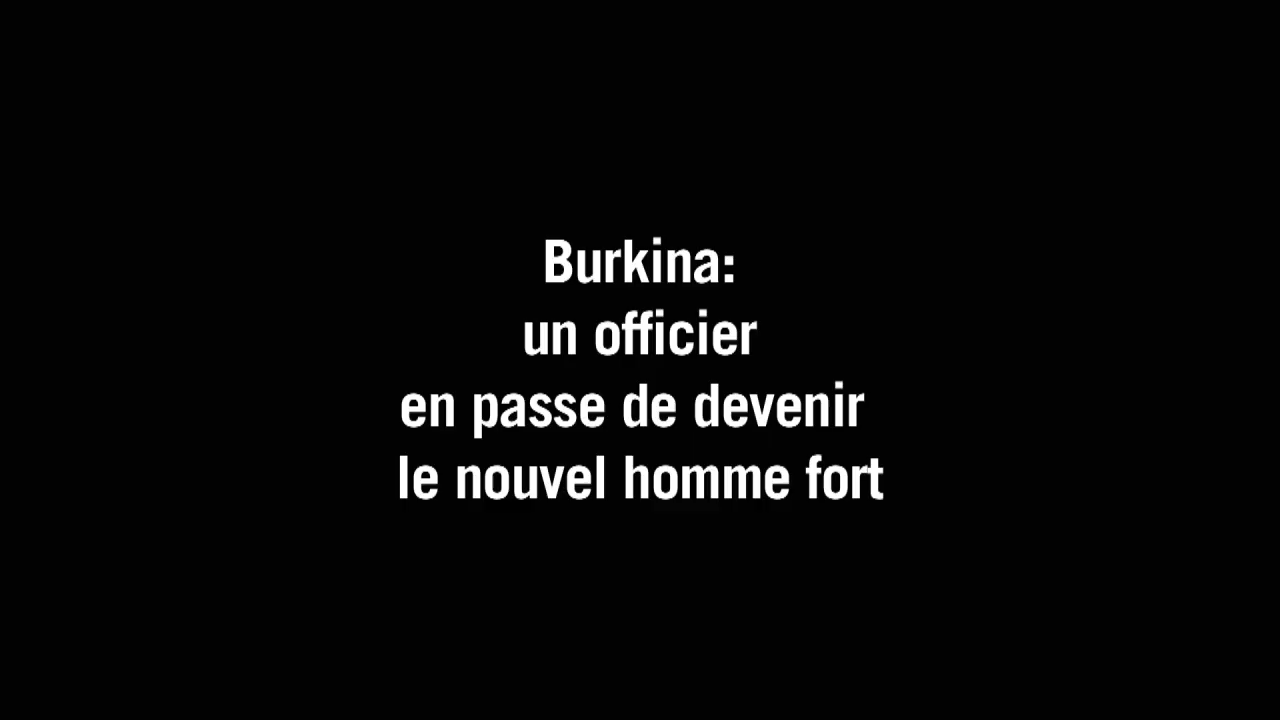 Burkina:
un officier
en passe de devenir
le nouvel homme fort